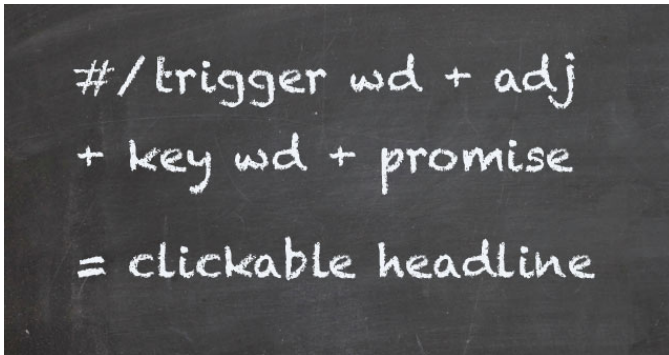 #/trigger wd + adj
+ key wd + promise
= clickable headline